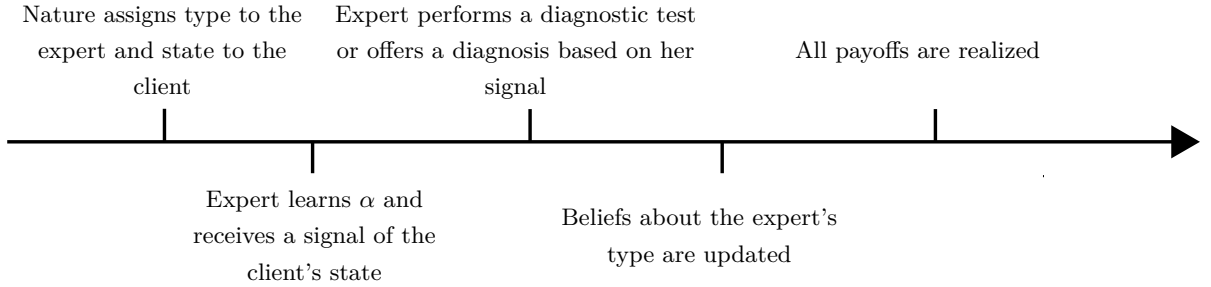 Nature assigns type to the
expert and state to the
client
Expert performs a diagnostic test
or offers a diagnosis based on her
signal
All payoffs are realized
Expert learns α and
receives a signal of the
client's state
Beliefs about the expert's
type are updated